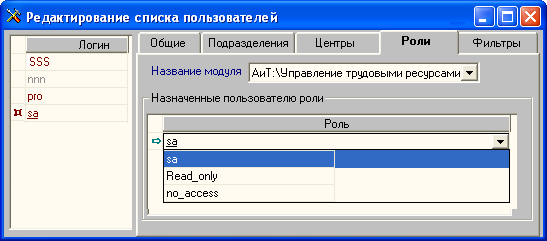 Редактирование списка пользователей
Логин
SSS
nnn
pro
sa
Общие
Подразделения
Центры
Роли
Фильтры
Название модуля
АиТ:\Управление трудовыми ресурсами
Назначенные пользователю роли
Роль
sa
sa
Read_only
no_access